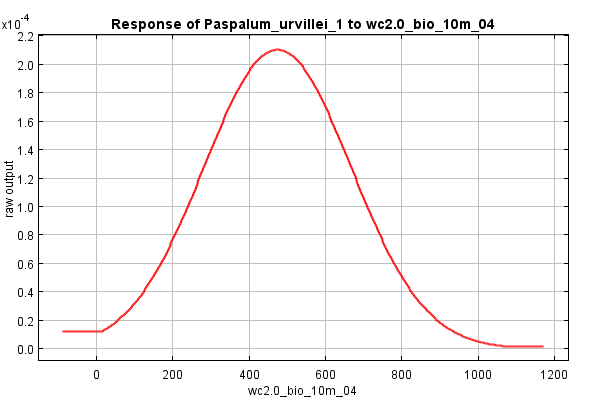 x10⁻⁴
Response of Paspalum_urvillei_1 to wc2.0_bio_10m_04
2.2
2.0
1.8
1.6
1.4
1.2
1.0
0.8
0.6
0.4
0.2
0.0
raw output
0 200 400 600 800 1000 1200
wc2.0_bio_10m_04